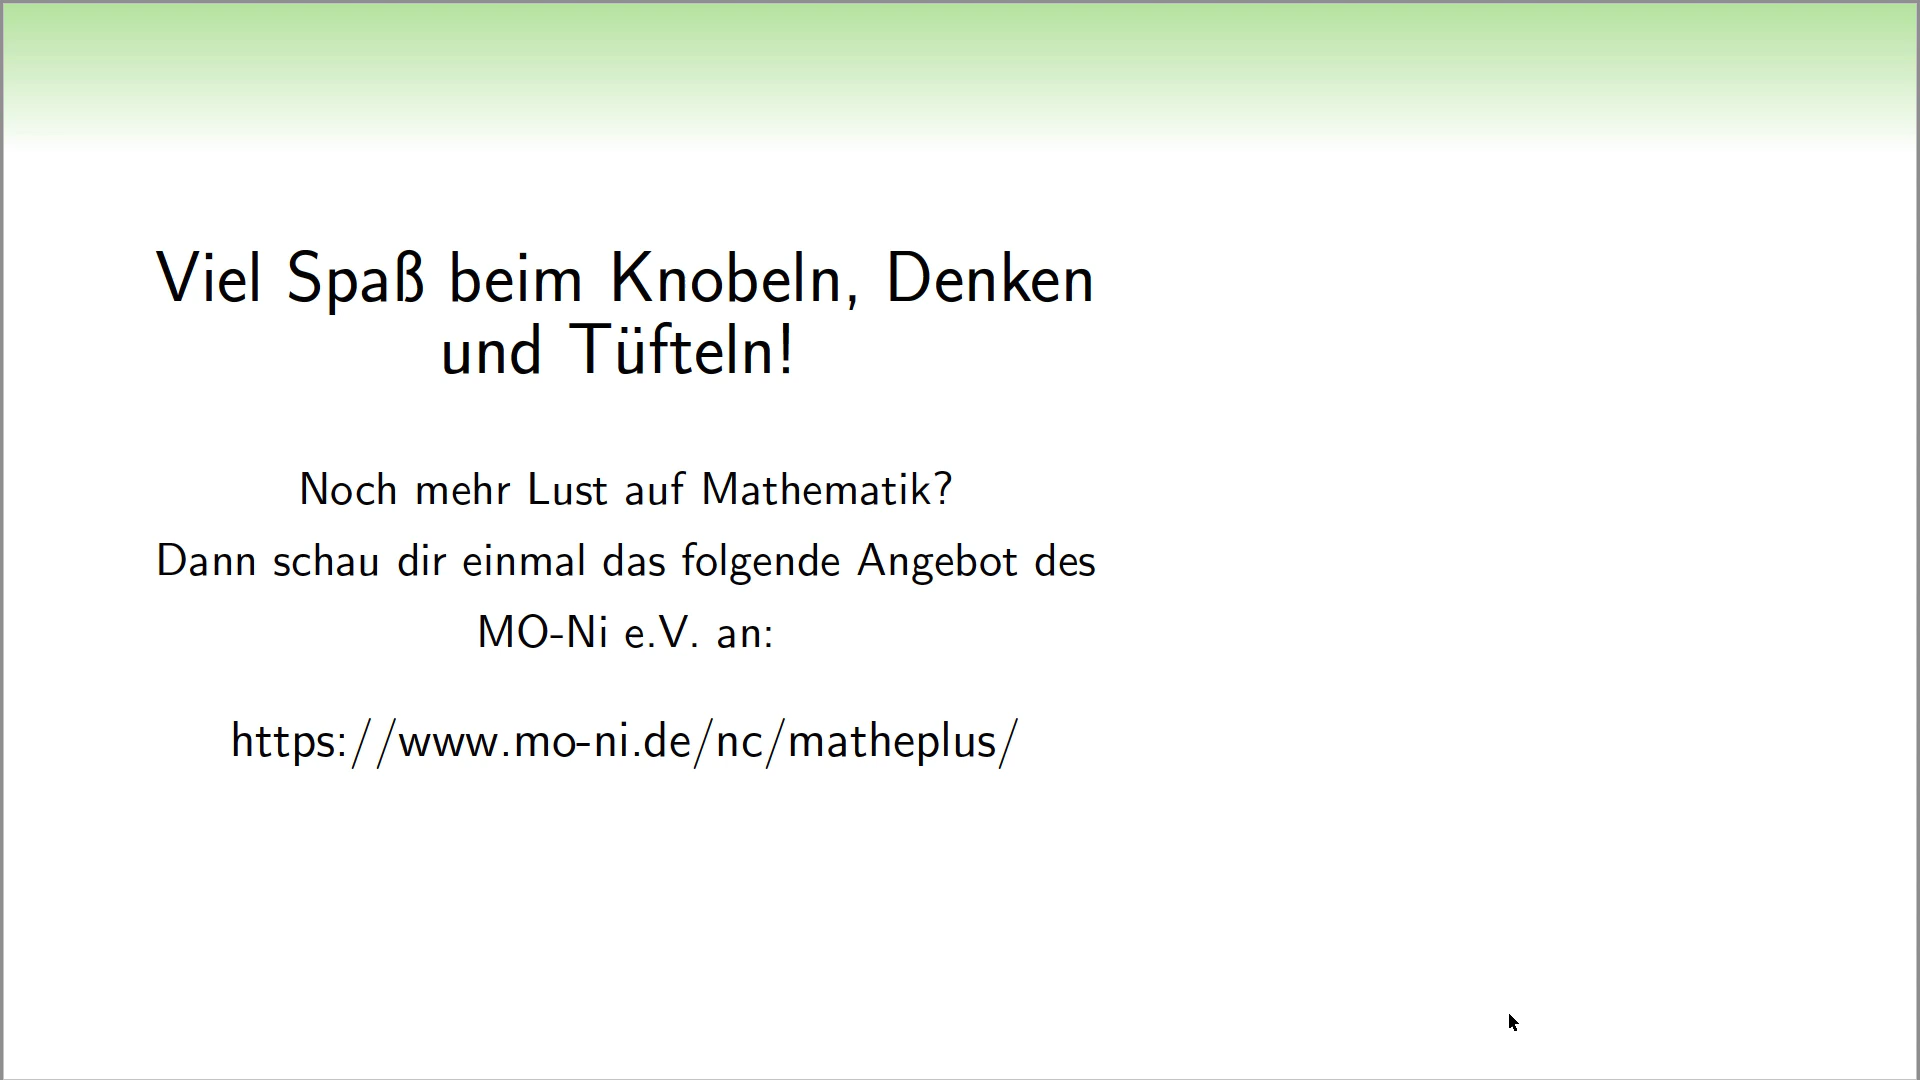 Viel Spaß beim Knobeln, Denken
und Tüfteln!
Noch mehr Lust auf Mathematik?
Dann schau dir einmal das folgende Angebot des
MO-Ni e.V. an:
https://www.mo-ni.de/nc/matheplus/